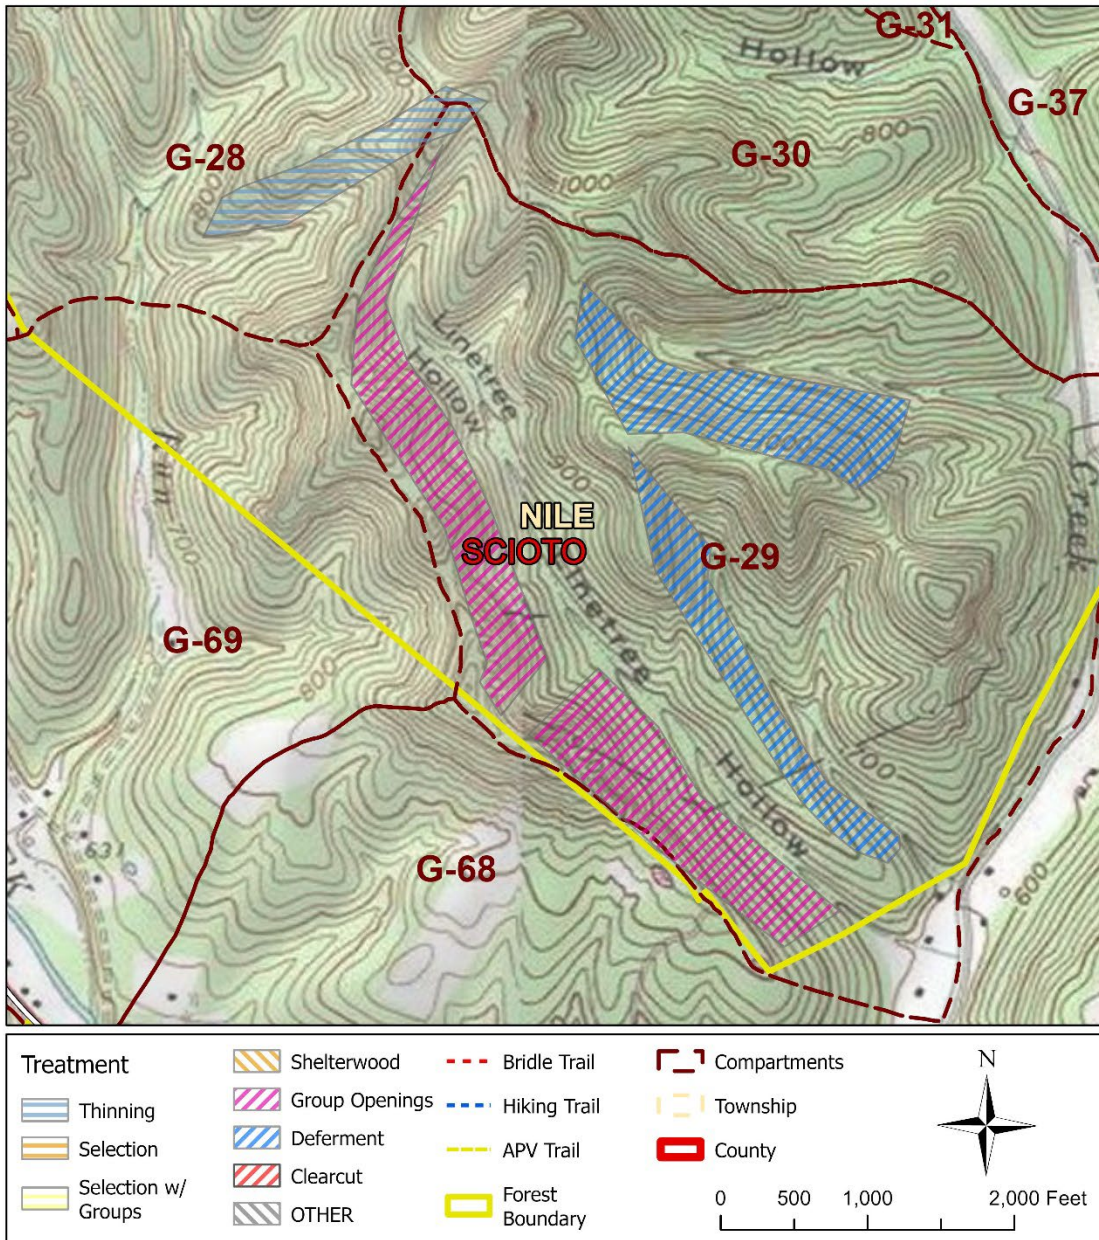 G-31
Hollow
G-37
1000
G-28
G-30
800
800
1000
Linetree
Hollow
Run
900
1000
Creek
NILE
SCIOTO
G-29
700
Linetree
G-69
800
Hollow
700
631
G-68
600
K
Treatment
Thinning
Selection
Selection w/
Groups
Shelterwood
Group Openings
Deferment
Clearcut
OTHER
Bridle Trail
Hiking Trail
APV Trail
Forest
Boundary
Compartments
Township
County
N
0 500 1,000 2,000 Feet